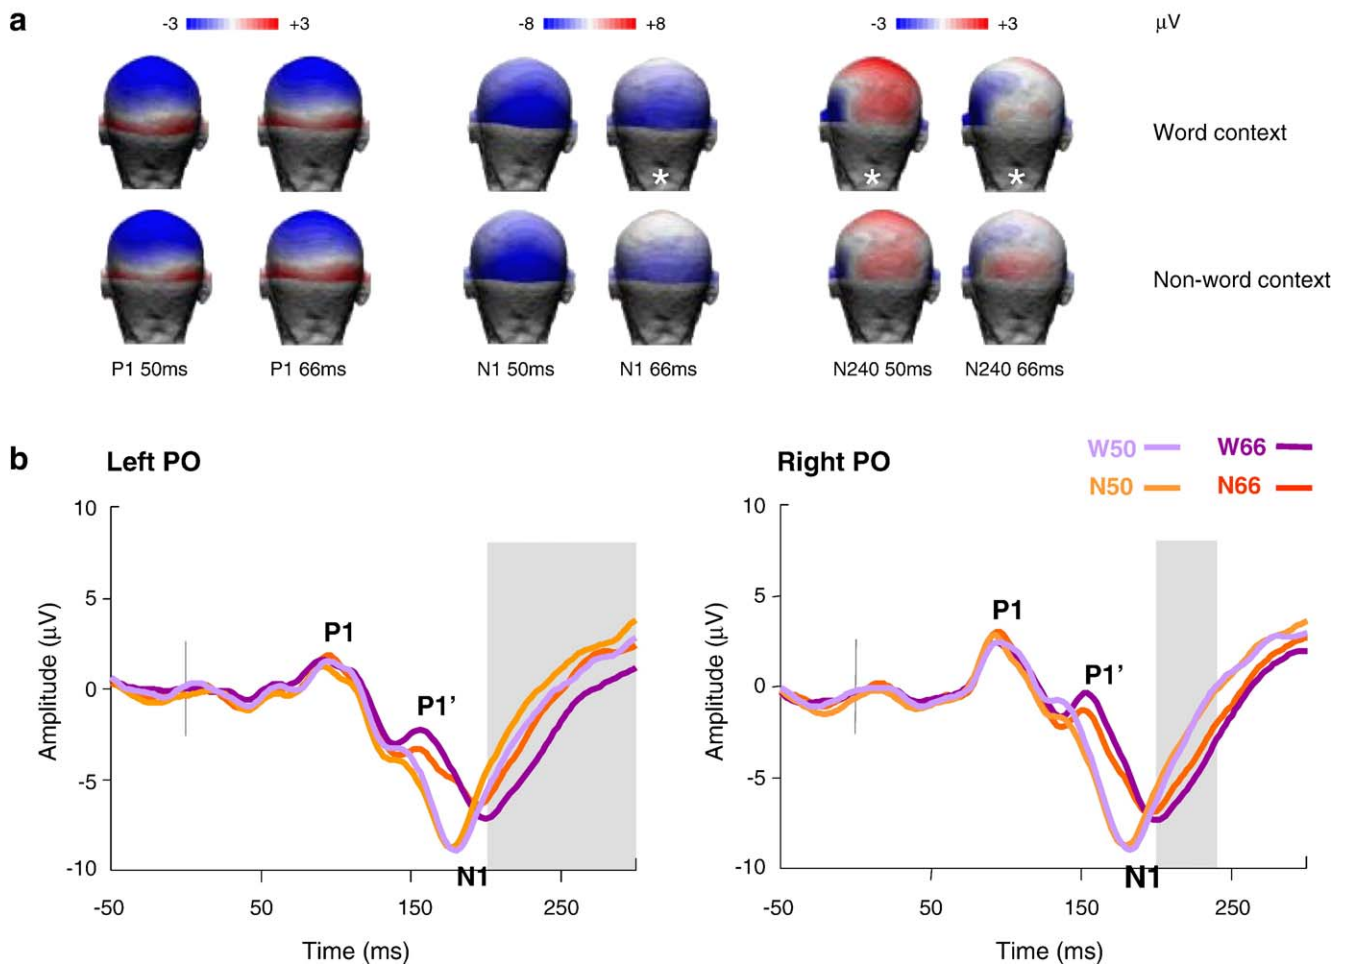 a
-3 +3 -8 +8 -3 +3 μV
Word context
* * *
Non-word context
P1 50ms P1 66ms N1 50ms N1 66ms N240 50ms N240 66ms
b
Left PO
Right PO
W50 W66
N50 N66
10
5
0
-5
-10
Amplitude (μV)
P1
P1’
N1
-50 50 150 250
Time (ms)
10
5
0
-5
-10
Amplitude (μV)
P1
P1’
N1
-50 50 150 250
Time (ms)